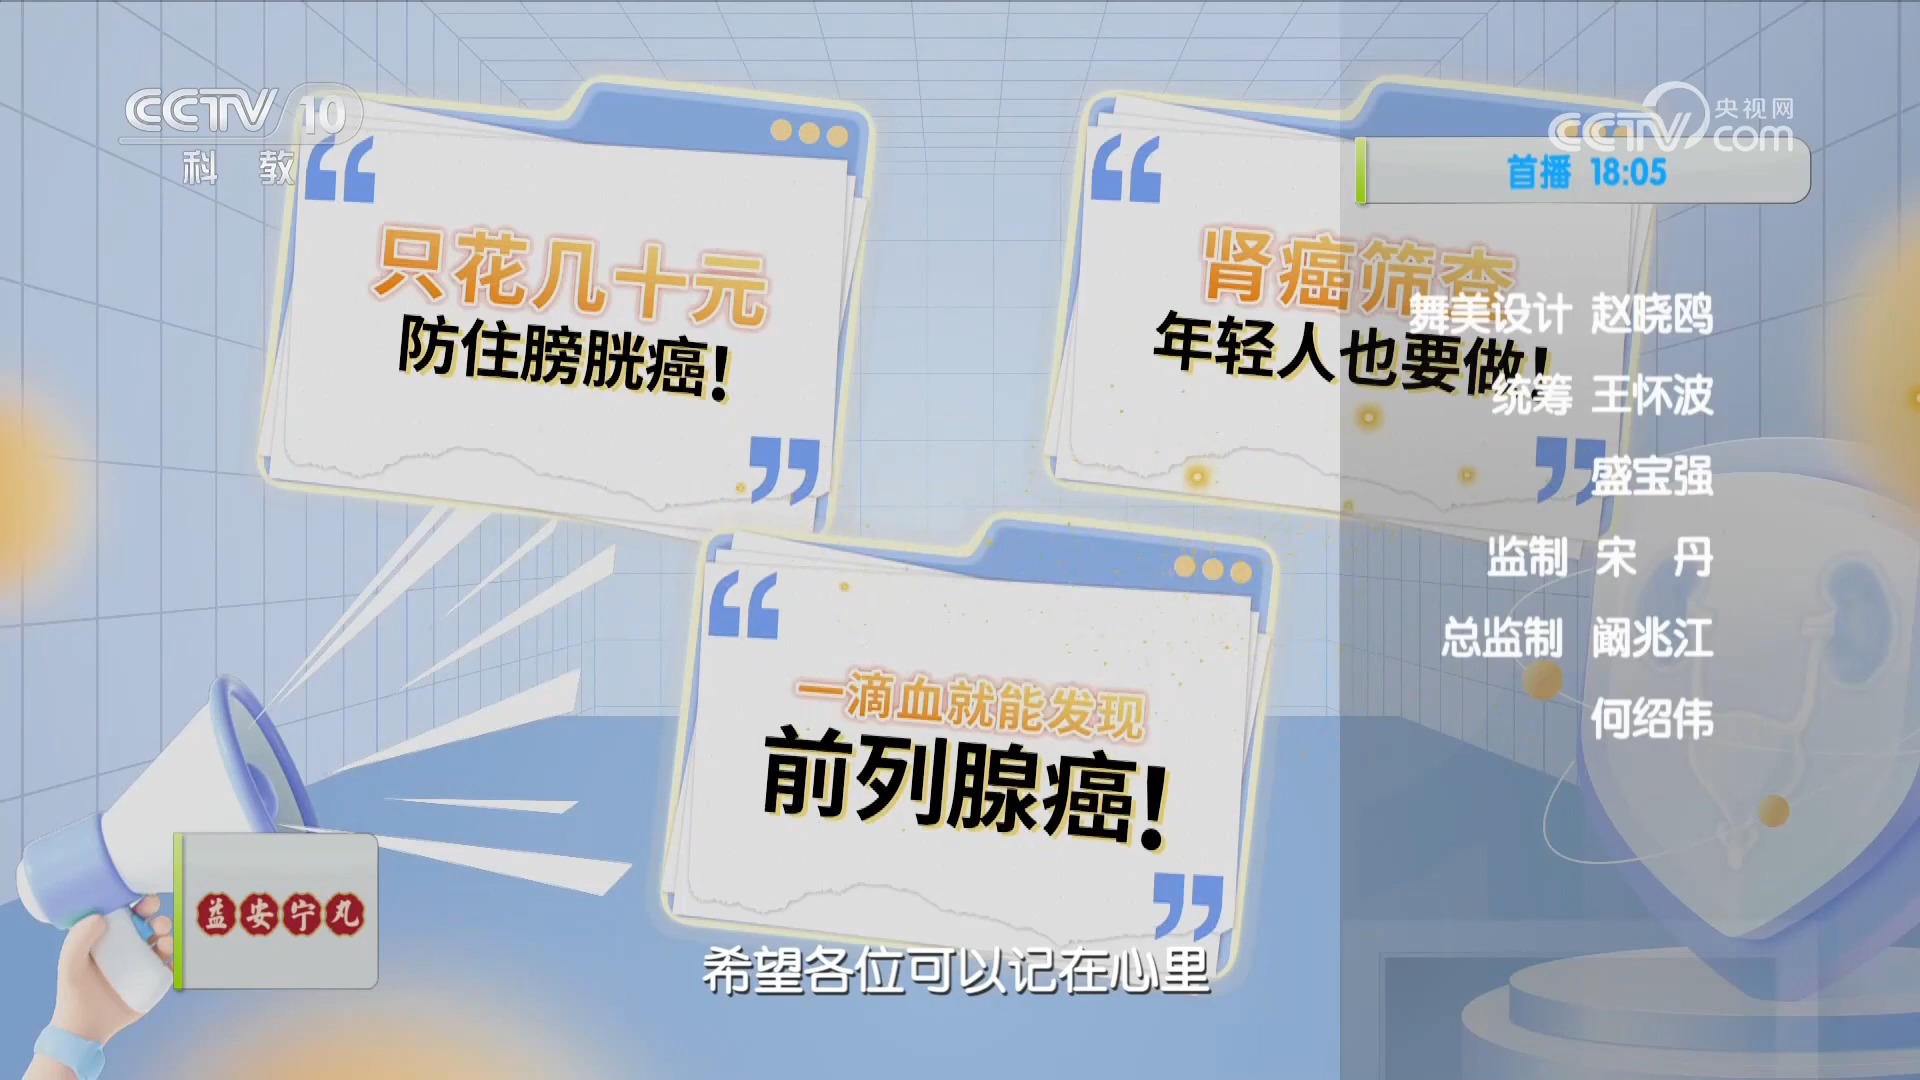 CCTV 10
科 教
央视网
CCTV.com
首播 18:05
只花几十元
防住膀胱癌!
肾癌筛查
年轻人也要做!
一滴血就能发现
前列腺癌!
舞美设计 赵晓鸥
统筹 王怀波
盛宝强
监制 宋 丹
总监制 阚兆江
何绍伟
益安宁丸
希望各位可以记在心里